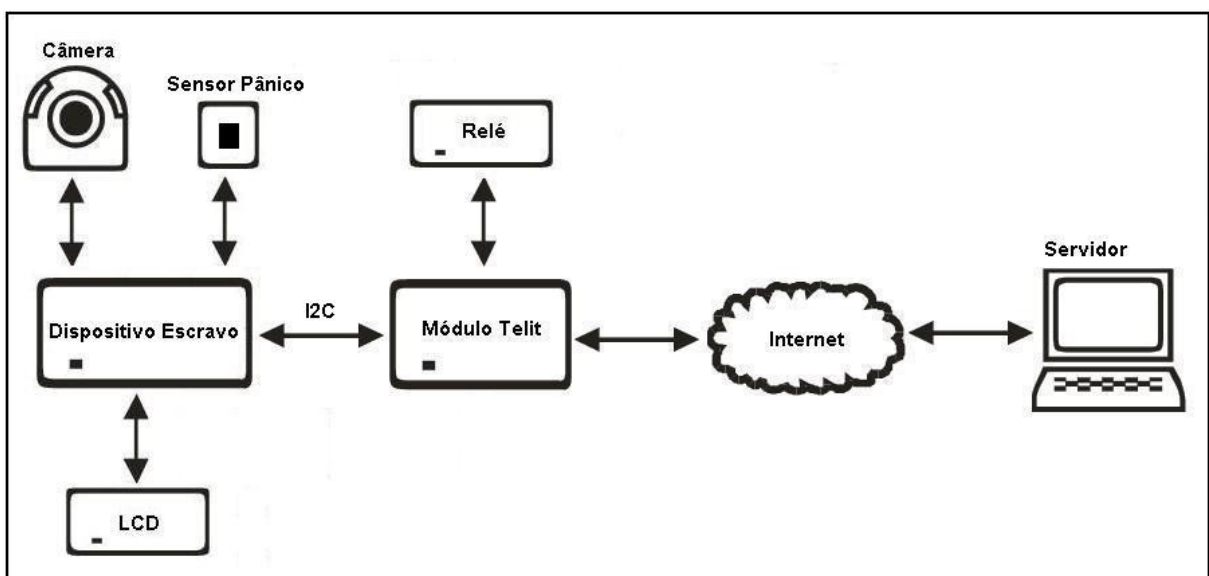 Câmera
Sensor Pânico
Relé
Servidor
Dispositivo Escravo
I2C
Módulo Telit
Internet
LCD